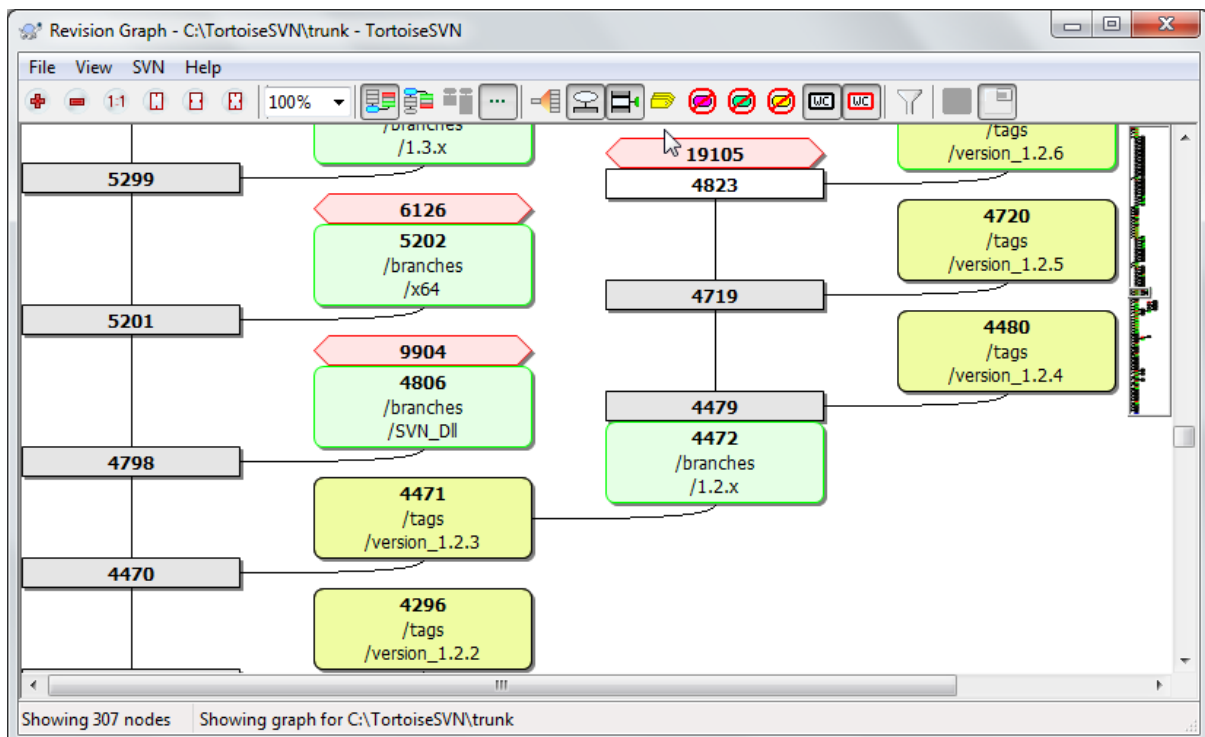 Revision Graph - C:\TortoiseSVN\trunk - TortoiseSVN
File View SVN Help
1:1 100% ... WC WC
/branches
/1.3.x
5299
6126
5202
/branches
/x64
5201
9904
4806
/branches
/SVN_Dll
4798
4471
/tags
/version_1.2.3
4470
4296
/tags
/version_1.2.2
19105
4823
4719
4479
4472
/branches
/1.2.x
/tags
/version_1.2.6
4720
/tags
/version_1.2.5
4480
/tags
/version_1.2.4
Showing 307 nodes Showing graph for C:\TortoiseSVN\trunk